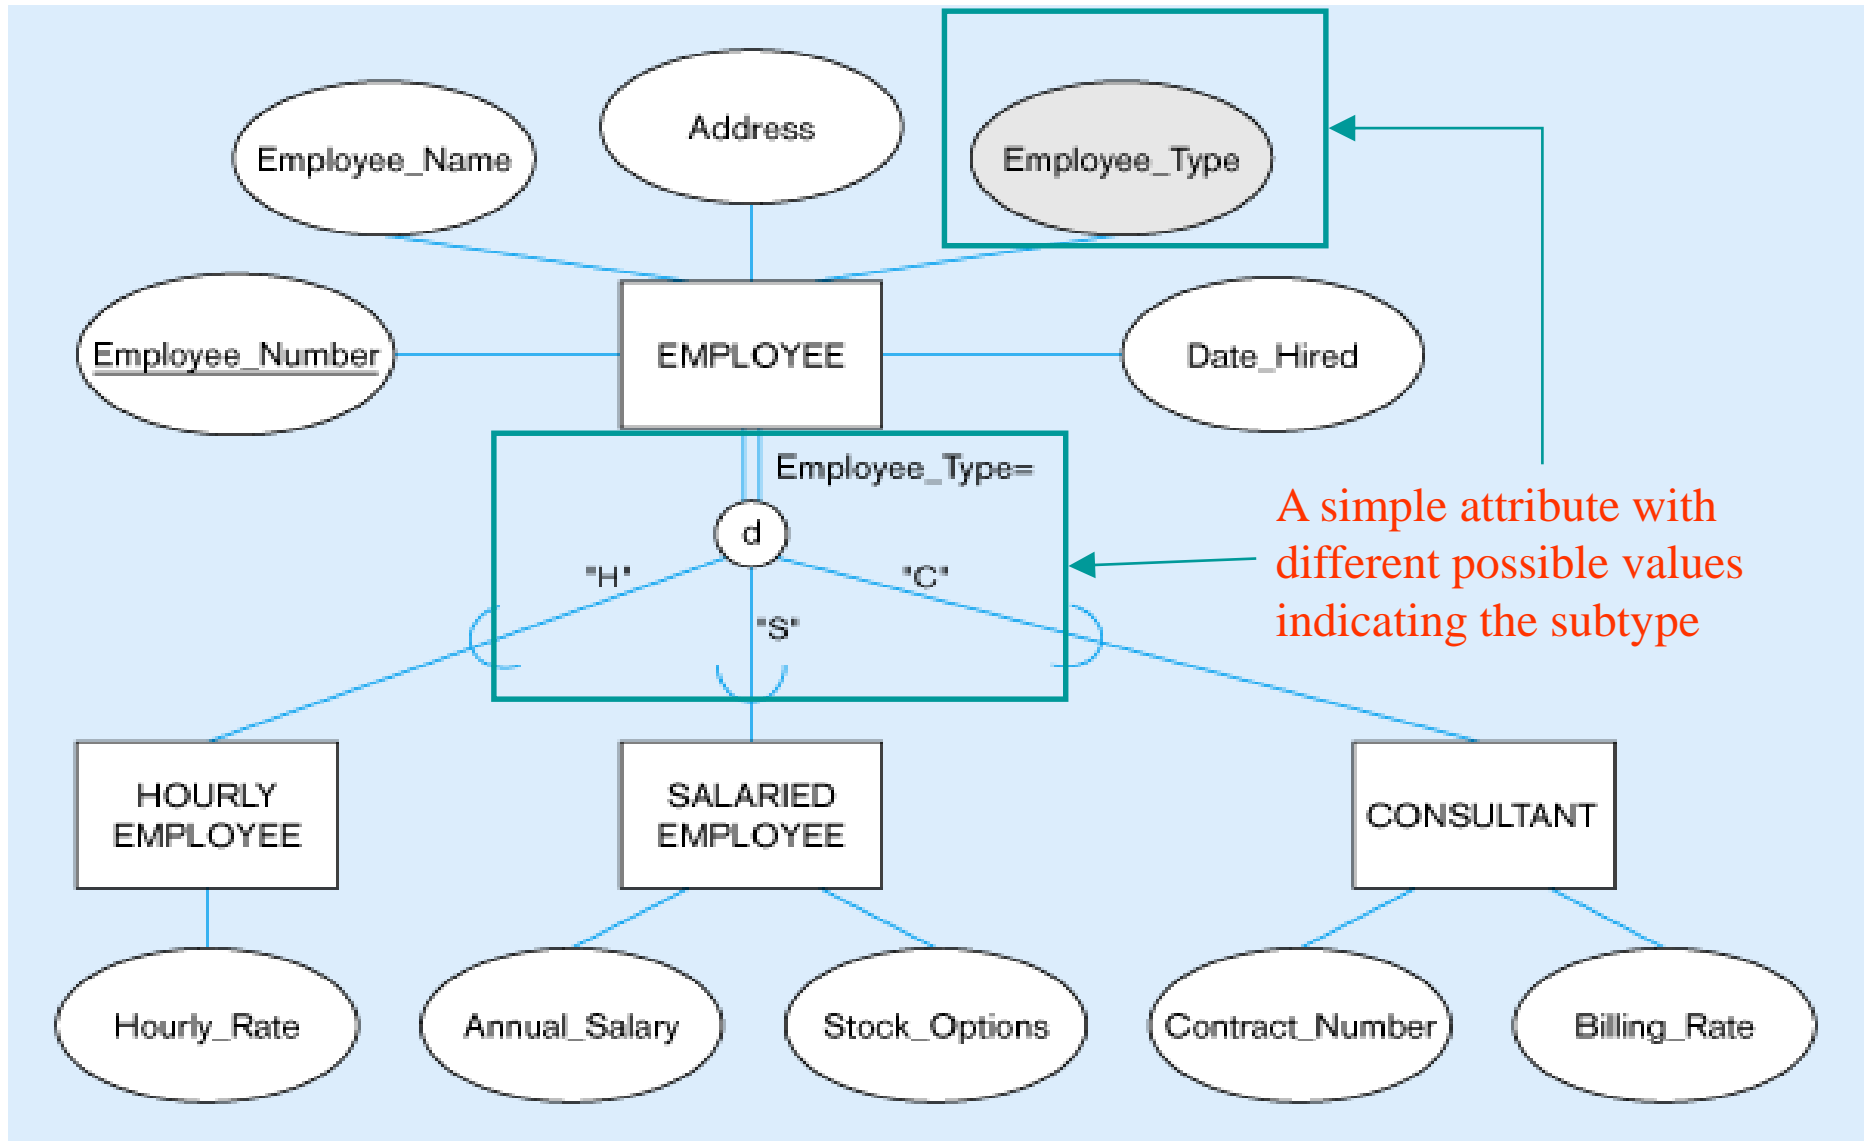 Address
Employee_Name
Employee_Type
Employee_Number
EMPLOYEE
Date_Hired
Employee_Type=
d
"H"
"C"
"S"
A simple attribute with
different possible values
indicating the subtype
HOURLY
EMPLOYEE
SALARIED
EMPLOYEE
CONSULTANT
Hourly_Rate
Annual_Salary
Stock_Options
Contract_Number
Billing_Rate